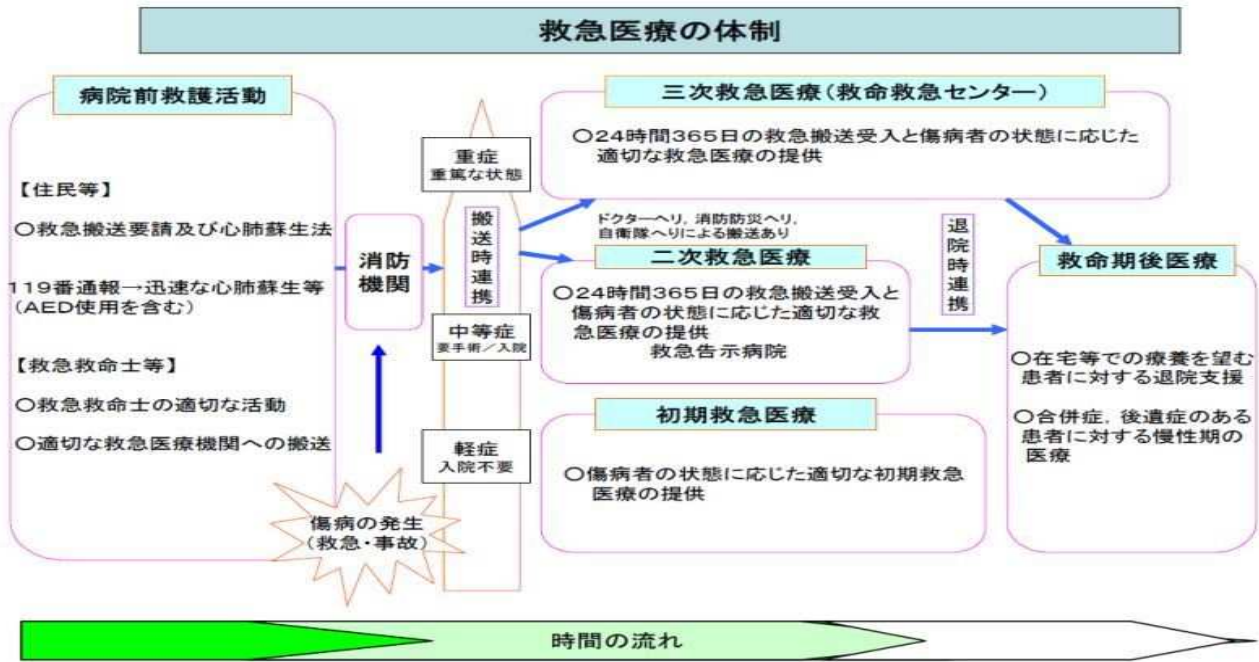 救急医療の体制
病院前救護活動
【住民等】
○救急搬送要請及び心肺蘇生法
119番通報→迅速な心肺蘇生等
(AED使用を含む)
【救急救命士等】
○救急救命士の適切な活動
○適切な救急医療機関への搬送
消防
機関
傷病の発生
(救急・事故)
重症
重篤な状態
搬送時連携
中等症
要手術/入院
軽症
入院不要
三次救急医療(救命救急センター)
○24時間365日の救急搬送受入と傷病者の状態に応じた
適切な救急医療の提供
ドクターヘリ,消防防災ヘリ,
自衛隊へりによる搬送あり
二次救急医療
○24時間365日の救急搬送受入と
傷病者の状態に応じた適切な救
急医療の提供
救急告示病院
初期救急医療
○傷病者の状態に応じた適切な初期救急
医療の提供
退院時連携
救命期後医療
○在宅等での療養を望む
患者に対する退院支援
○合併症,後遺症のある
患者に対する慢性期の
医療
時間の流れ